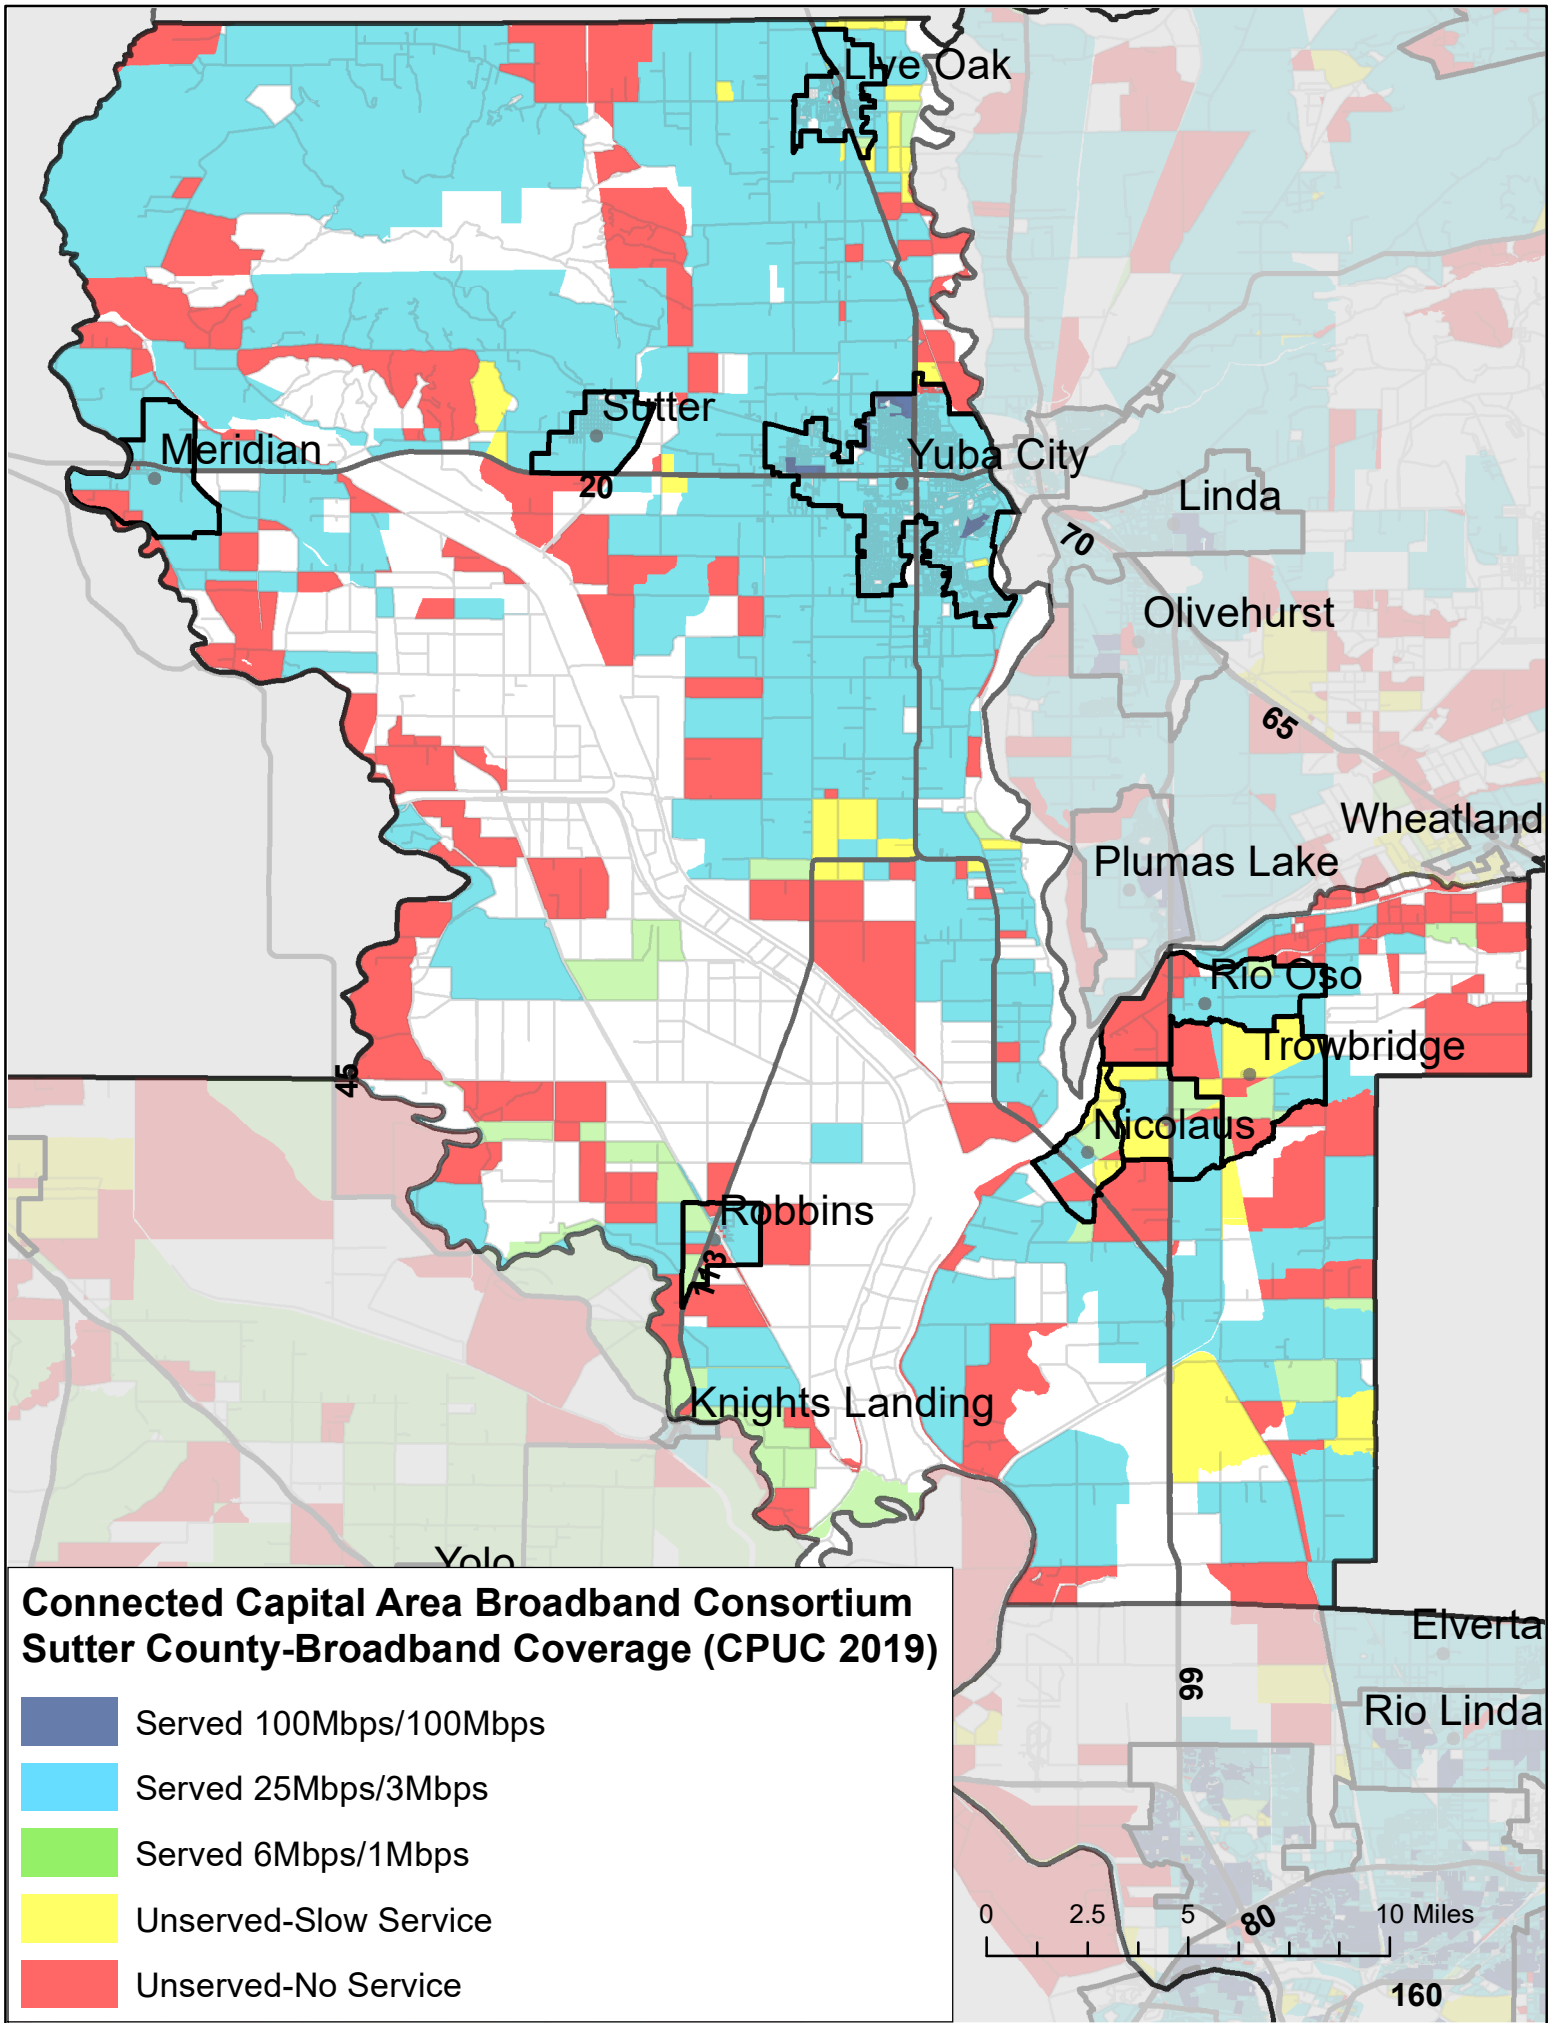 Live Oak
Sutter
Meridian
Yuba City
20
Linda
70
Olivehurst
65
Wheatland
Plumas Lake
Rio Oso
Trowbridge
45
Nicolaus
Robbins
113
Knights Landing
Yolo
Connected Capital Area Broadband Consortium
Sutter County-Broadband Coverage (CPUC 2019)
Served 100Mbps/100Mbps
Served 25Mbps/3Mbps
Served 6Mbps/1Mbps
Unserved-Slow Service
Unserved-No Service
Elverta
99
Rio Linda
0 2.5 5 10 Miles
80
160